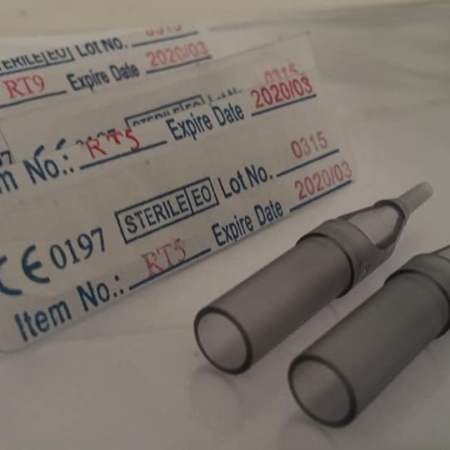 STERILE EO Lot No. 0315
RT9 Expire Date 2020/03
0315
m No.: RT5 Expire Date 2020/03
CE 0197 STERILE EO Lot No. 0315
Item No.: RT5 Expire Date 2020/03